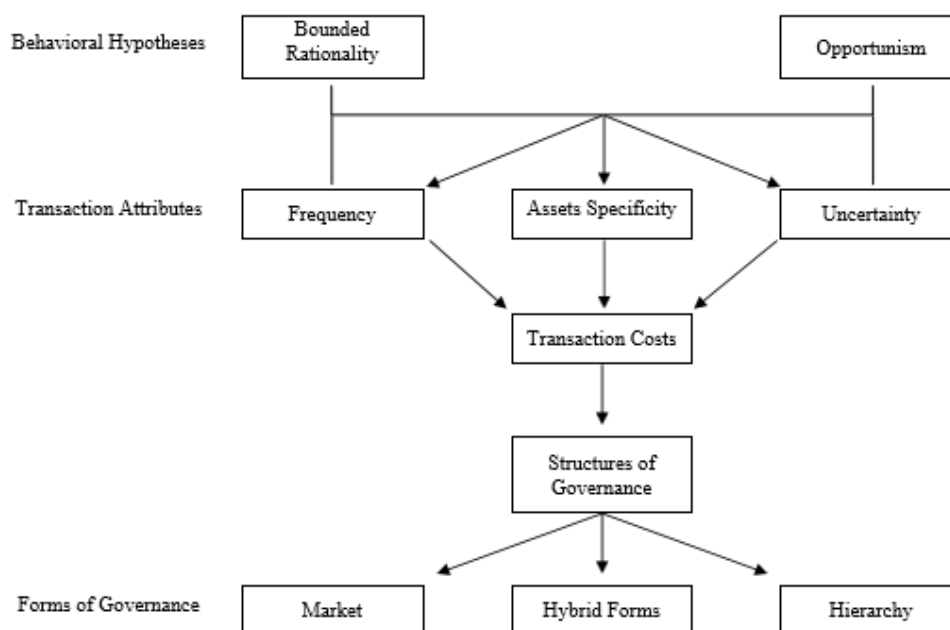 Behavioral Hypotheses
Bounded
Rationality
Opportunism
Transaction Attributes
Frequency
Assets Specificity
Uncertainty
Transaction Costs
Structures of
Governance
Forms of Governance
Market
Hybrid Forms
Hierarchy